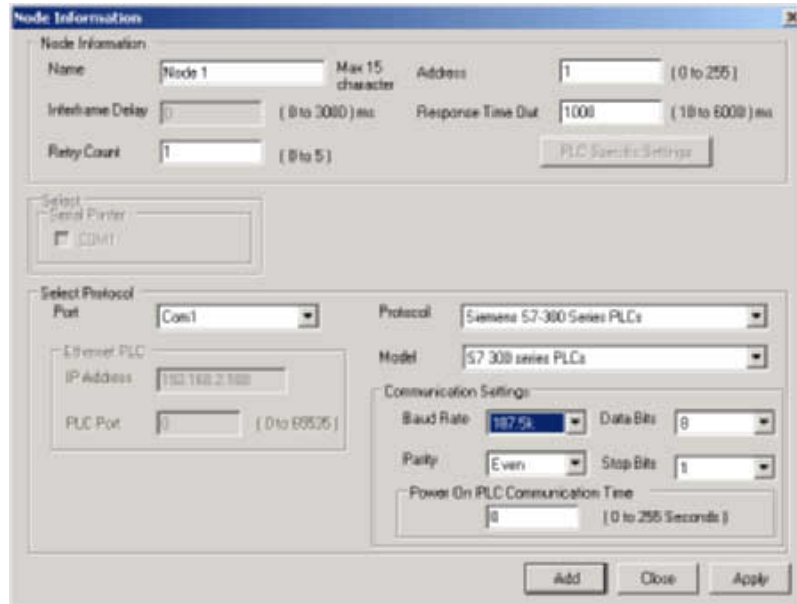 Node Information
Node Information
Name Node 1 Max 15 character Address 1 ( 0 to 255 )
Interframe Delay 0 ( 0 to 3000 ) ms Response Time Out 1000 ( 10 to 6000 ) ms
Retry Count 1 ( 0 to 5 ) PLC Specific Settings
Select
Serial Printer
COM1
Select Protocol
Port Com1 Protocol Siemens S7-300 Series PLCs
Ethernet PLC Model S7 300 series PLCs
IP Address 192.168.2.100 Communication Settings
PLC Port 0 ( 0 to 65535 ) Baud Rate 187.5k Data Bits 8
Parity Even Stop Bits 1
Power On PLC Communication Time
( 0 to 255 Seconds )
Add Close Apply